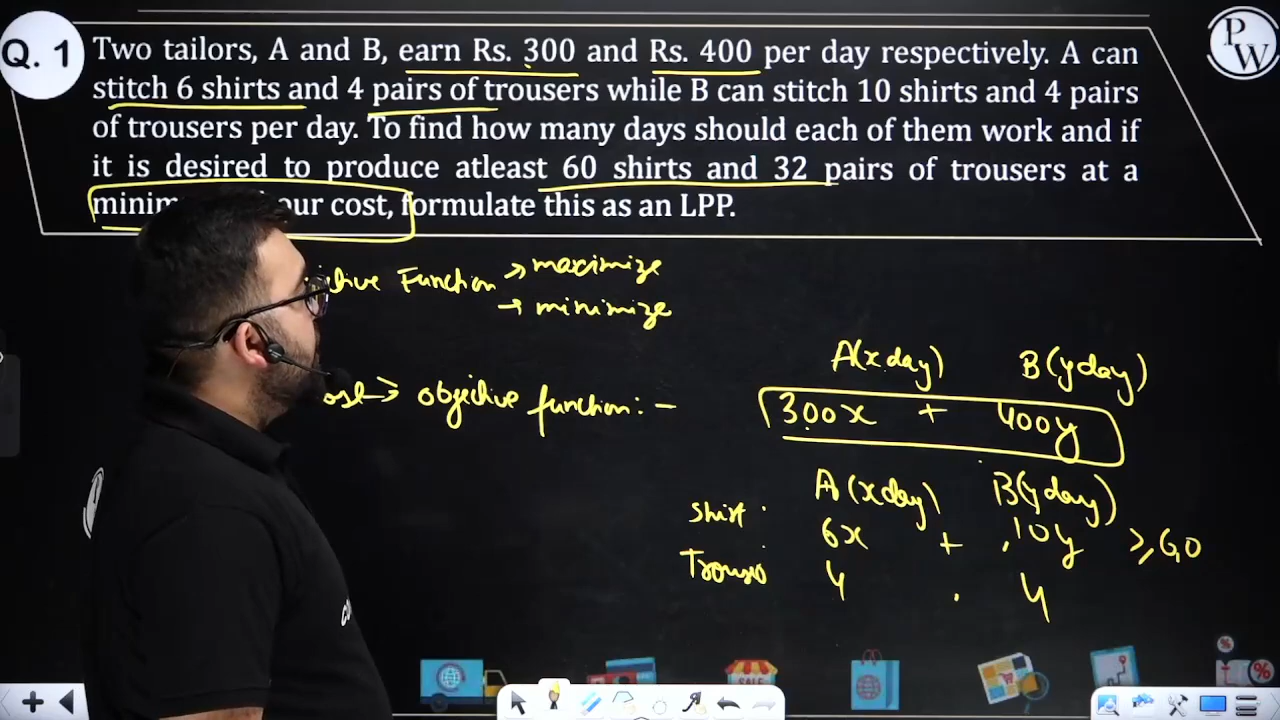 Q. 1
Two tailors, A and B, earn Rs. 300 and Rs. 400 per day respectively. A can
stitch 6 shirts and 4 pairs of trousers while B can stitch 10 shirts and 4 pairs
of trousers per day. To find how many days should each of them work and if
it is desired to produce atleast 60 shirts and 32 pairs of trousers at a
our cost, formulate this as an LPP.
PW
Function → maximize
→ minimize
A(x day) B(y day)
→ objective function:-
300x + 400y
A(x day) B(y day)
Shirt
6x + 10y ≥ 60
4 4
SALE